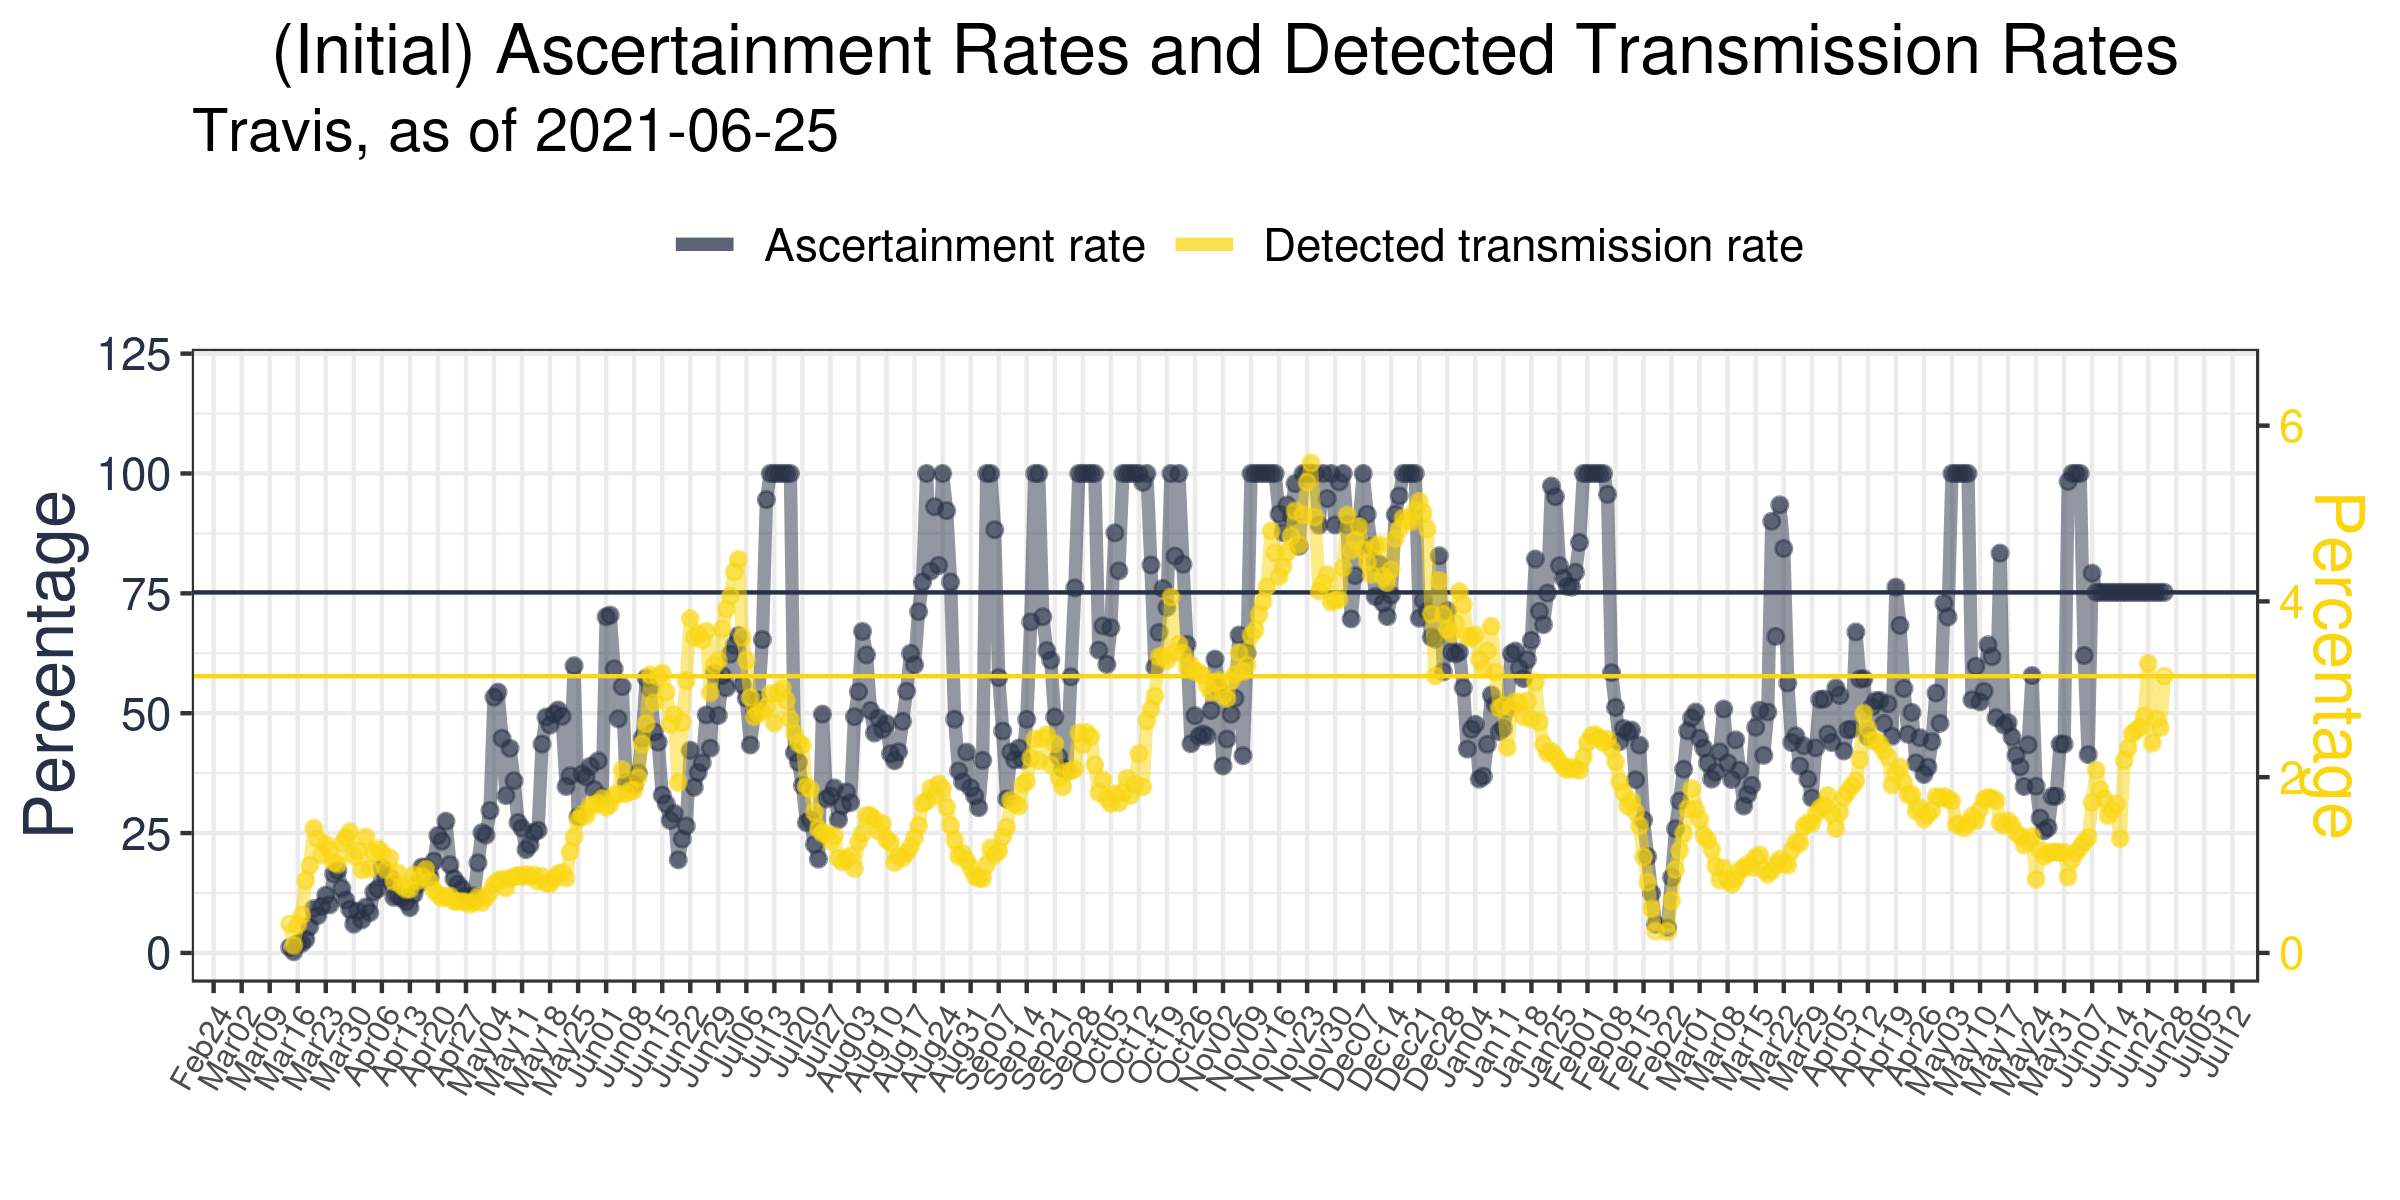 (Initial) Ascertainment Rates and Detected Transmission Rates
Travis, as of 2021-06-25
Ascertainment rate
Detected transmission rate
125
100
75
50
25
0
Percentage
6
4
2
0
Percentage
Feb24
Mar02
Mar09
Mar16
Mar23
Mar30
Apr06
Apr13
Apr20
Apr27
May04
May11
May18
May25
Jun01
Jun08
Jun15
Jun22
Jun29
Jul06
Jul13
Jul20
Jul27
Aug03
Aug10
Aug17
Aug24
Aug31
Sep07
Sep14
Sep21
Sep28
Oct05
Oct12
Oct19
Oct26
Nov02
Nov09
Nov16
Nov23
Nov30
Dec07
Dec14
Dec21
Dec28
Jan04
Jan11
Jan18
Jan25
Feb01
Feb08
Feb15
Feb22
Mar01
Mar08
Mar15
Mar22
Mar29
Apr05
Apr12
Apr19
Apr26
May03
May10
May17
May24
May31
Jun07
Jun14
Jun21
Jun28
Jul05
Jul12